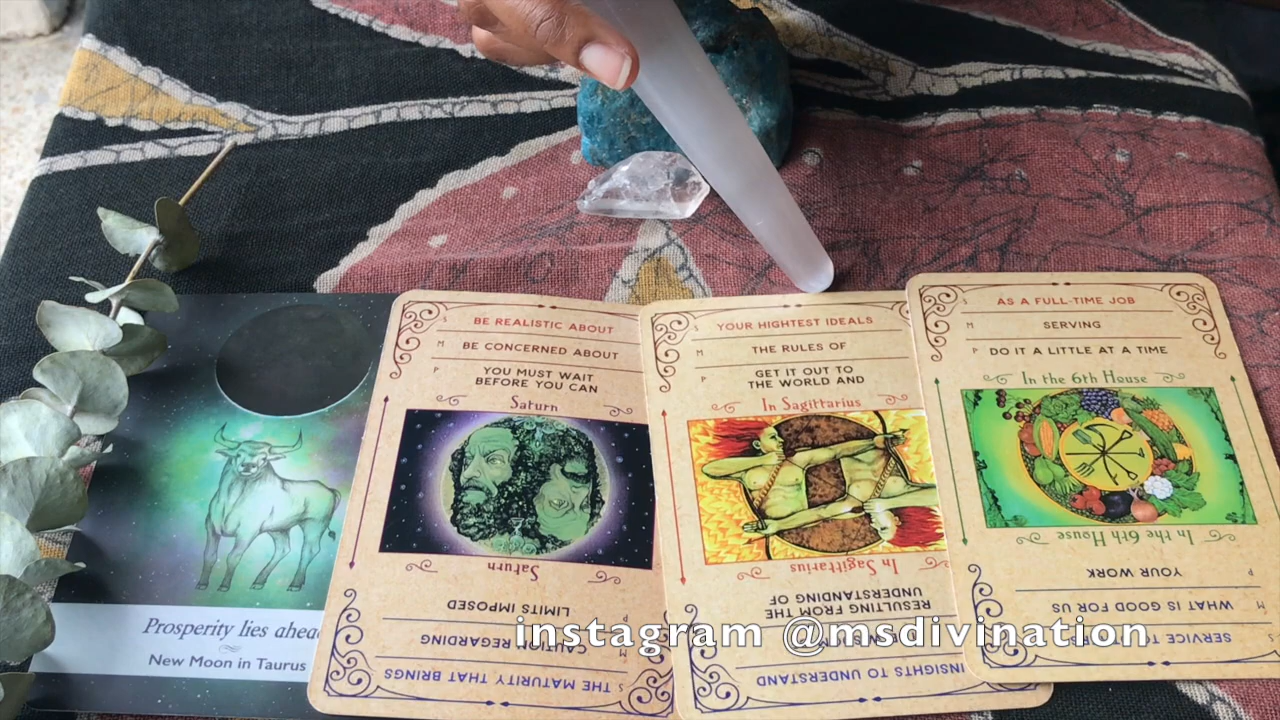 Prosperity lies ahea
New Moon in Taurus
S BE REALISTIC ABOUT
M BE CONCERNED ABOUT
P YOU MUST WAIT
BEFORE YOU CAN
Saturn
Saturn
LIMITS IMPOSED
CAUTION REGARDING
S THE MATURITY THAT BRINGS
S YOUR HIGHTEST IDEALS
M THE RULES OF
P GET IT OUT TO
THE WORLD AND
In Sagittarius
In Sagittarius
RESULTING FROM THE
UNDERSTANDING OF
INSIGHTS TO UNDERSTAND
S AS A FULL-TIME JOB
M SERVING
P DO IT A LITTLE AT A TIME
In the 6th House
In the 6th House
P YOUR WORK
M WHAT IS GOOD FOR US
S SERVICE TO
instagram @msdivination